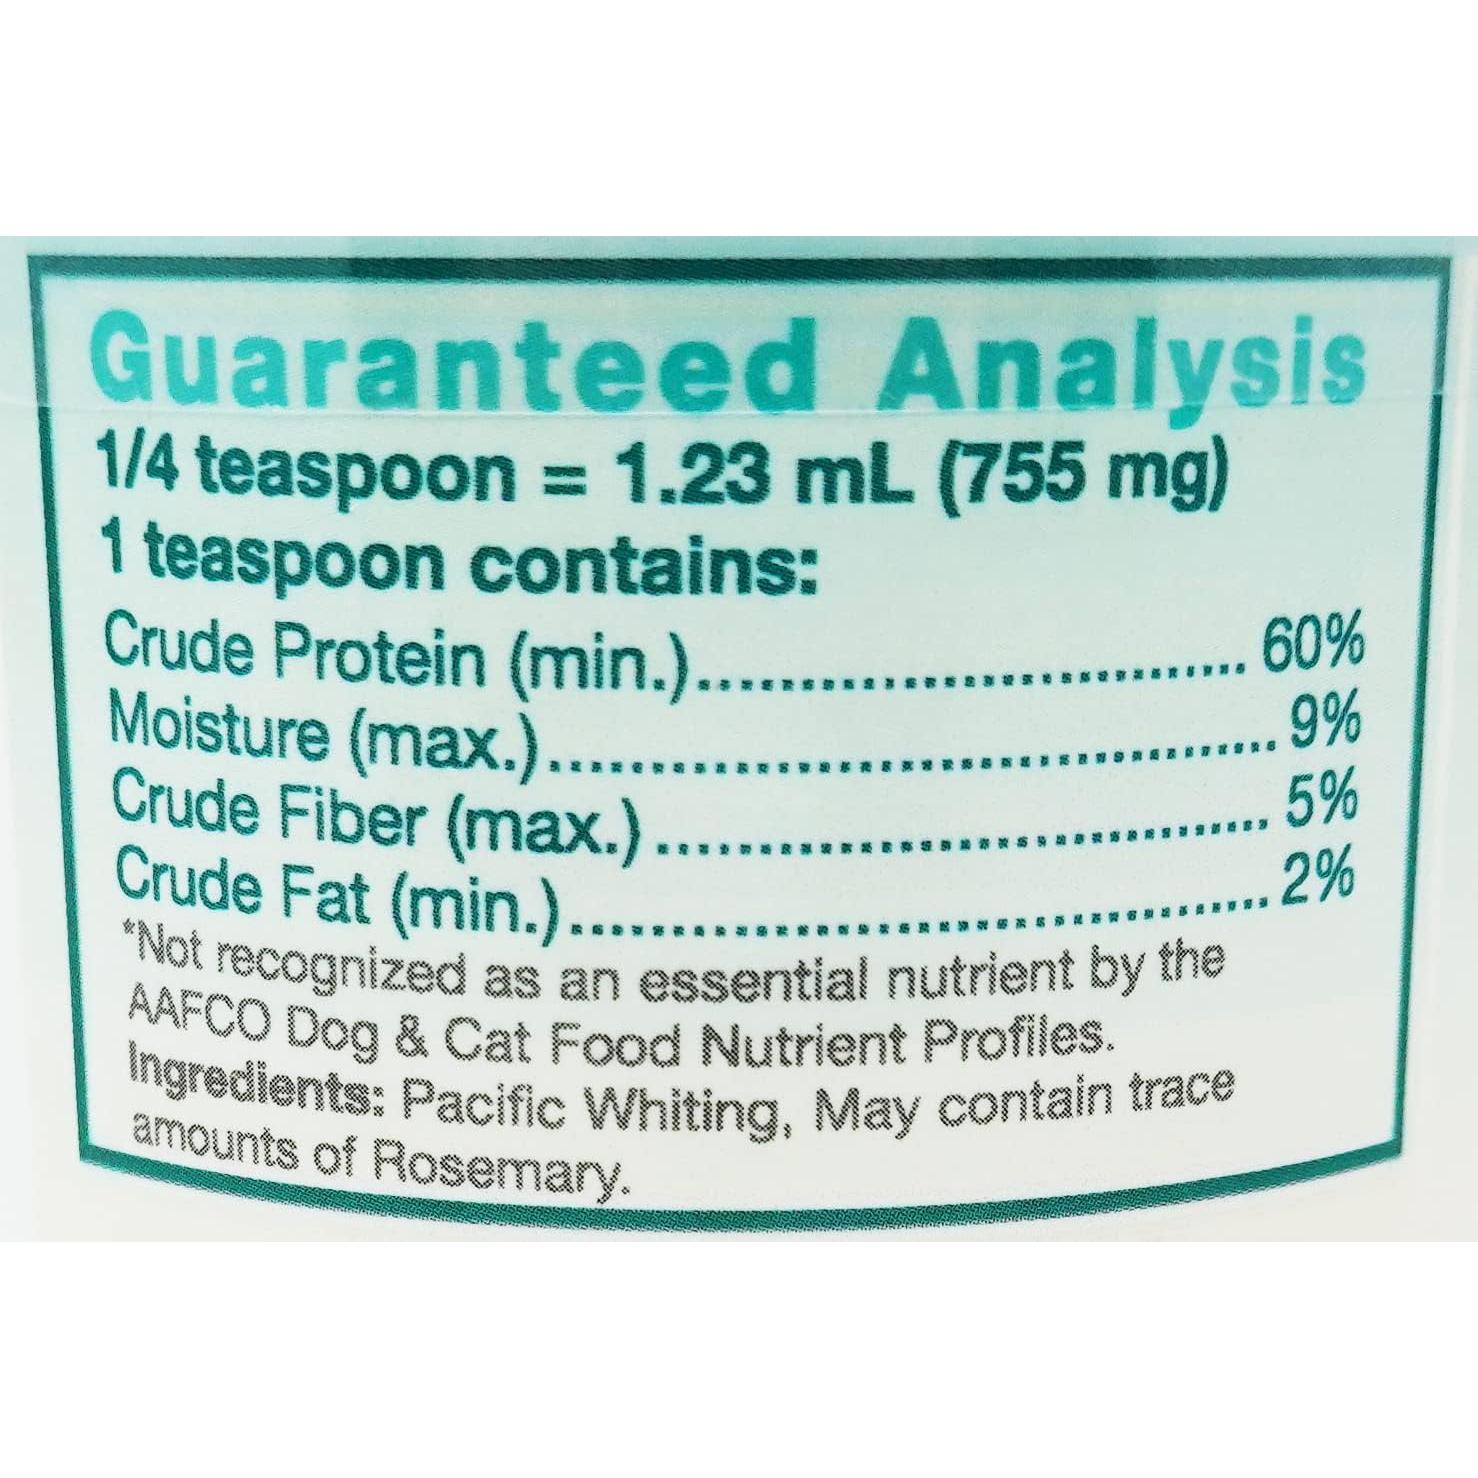 Guaranteed Analysis
1/4 teaspoon = 1.23 mL (755 mg)
1 teaspoon contains:
Crude Protein (min.)........................................ 60%
Moisture (max.)................................................ 9%
Crude Fiber (max.)........................................ 5%
Crude Fat (min.)............................................. 2%
*Not recognized as an essential nutrient by the
AAFCO Dog & Cat Food Nutrient Profiles.
Ingredients: Pacific Whiting, May contain trace
amounts of Rosemary.